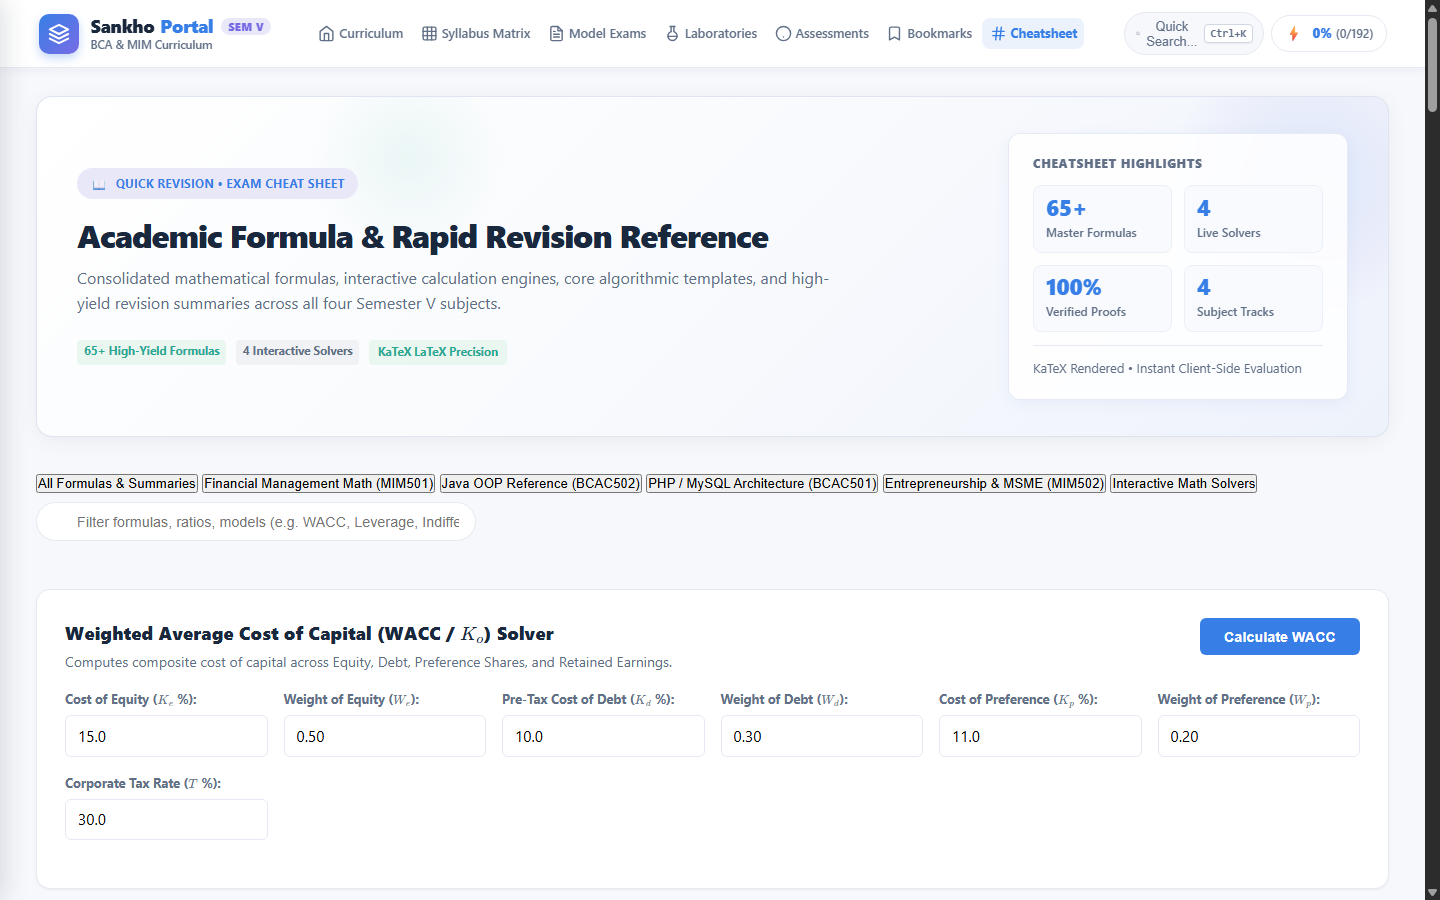 Sankho Portal SEM V
BCA & MIM Curriculum
Curriculum
Syllabus Matrix
Model Exams
Laboratories
Assessments
Bookmarks
Cheatsheet
Quick
Search...
Ctrl+K
0% (0/192)
QUICK REVISION • EXAM CHEAT SHEET
Academic Formula & Rapid Revision Reference
Consolidated mathematical formulas, interactive calculation engines, core algorithmic templates, and high-
yield revision summaries across all four Semester V subjects.
65+ High-Yield Formulas
4 Interactive Solvers
KaTeX LaTeX Precision
CHEATSHEET HIGHLIGHTS
65+
Master Formulas
4
Live Solvers
100%
Verified Proofs
4
Subject Tracks
KaTeX Rendered • Instant Client-Side Evaluation
All Formulas & Summaries
Financial Management Math (MIM501)
Java OOP Reference (BCAC502)
PHP / MySQL Architecture (BCAC501)
Entrepreneurship & MSME (MIM502)
Interactive Math Solvers
Filter formulas, ratios, models (e.g. WACC, Leverage, Indiffe
Weighted Average Cost of Capital (WACC / K_o) Solver
Computes composite cost of capital across Equity, Debt, Preference Shares, and Retained Earnings.
Calculate WACC
Cost of Equity (K_e %):
15.0
Weight of Equity (W_e):
0.50
Pre-Tax Cost of Debt (K_d %):
10.0
Weight of Debt (W_d):
0.30
Cost of Preference (K_p %):
11.0
Weight of Preference (W_p):
0.20
Corporate Tax Rate (T %):
30.0